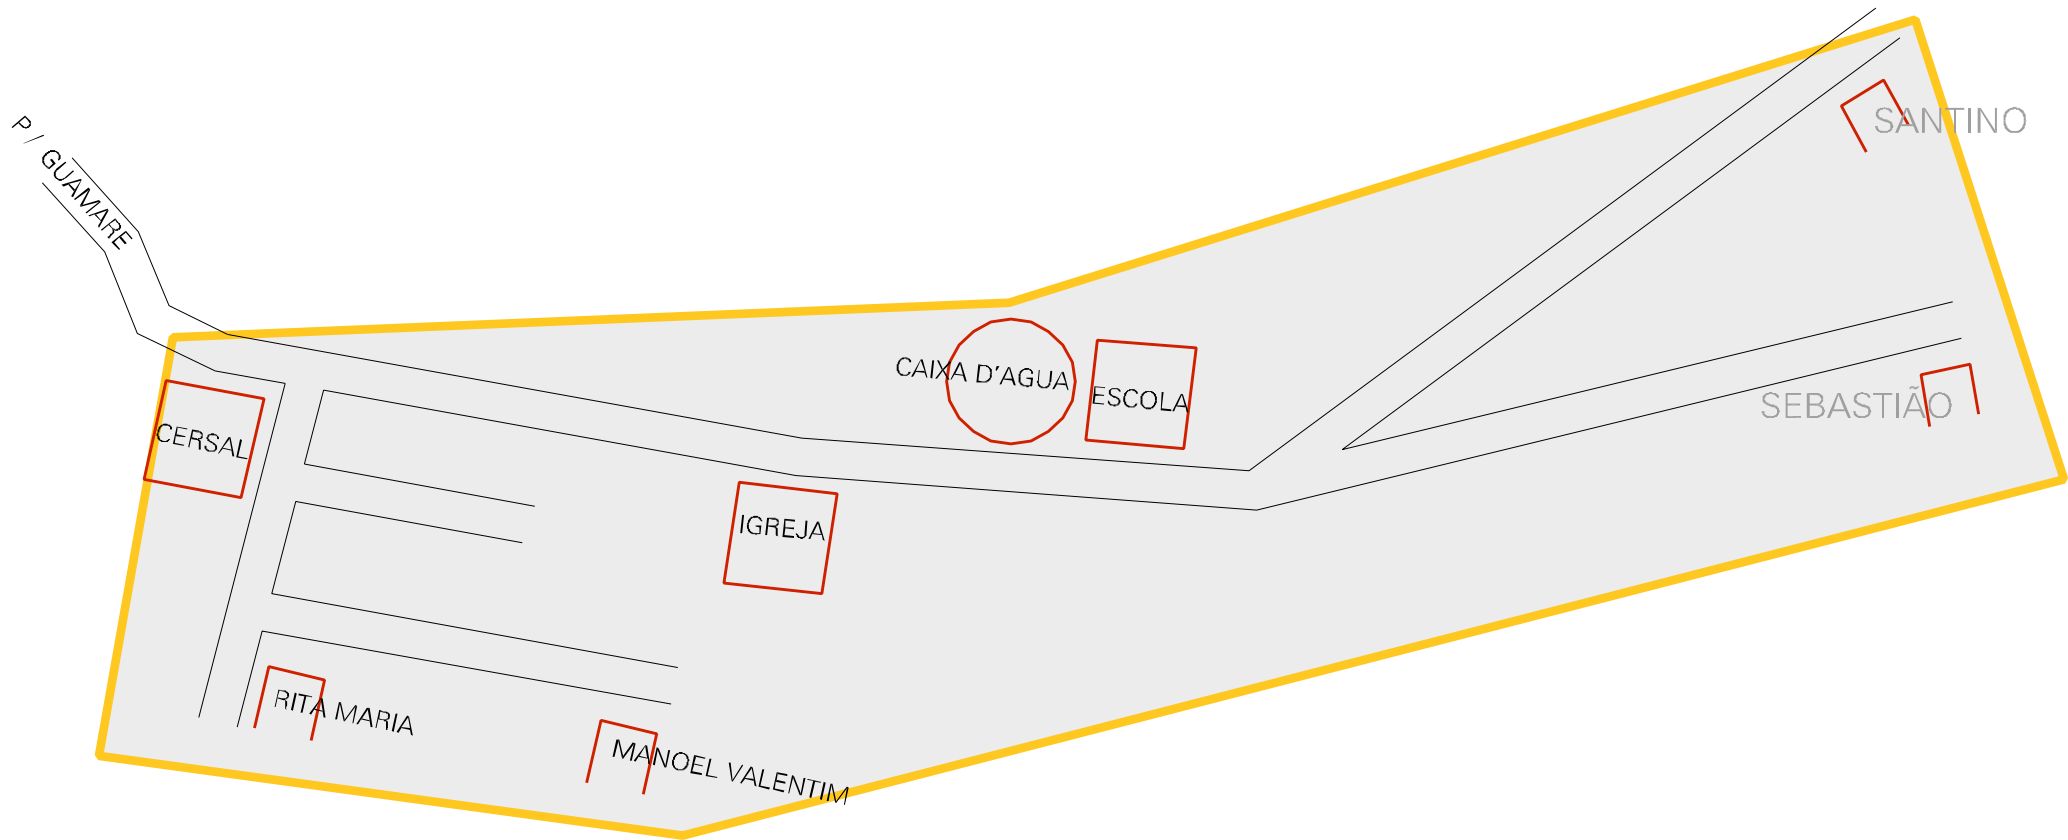 P / GUAMARE
SANTINO
CAIXA D'AGUA
ESCOLA
SEBASTIÃO
CERSAL
IGREJA
RITA MARIA
MANOEL VALENTIM